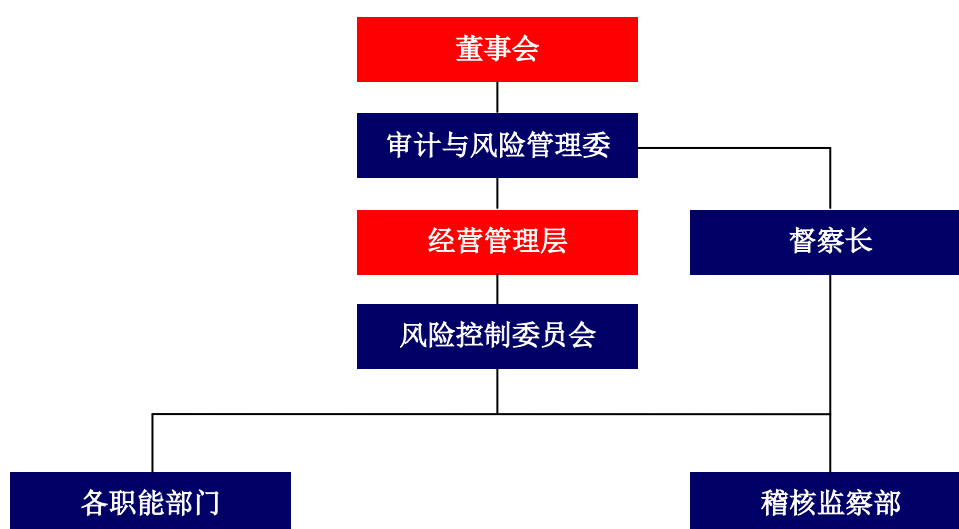 董事会
审计与风险管理委
经营管理层
督察长
风险控制委员会
各职能部门
稽核监察部